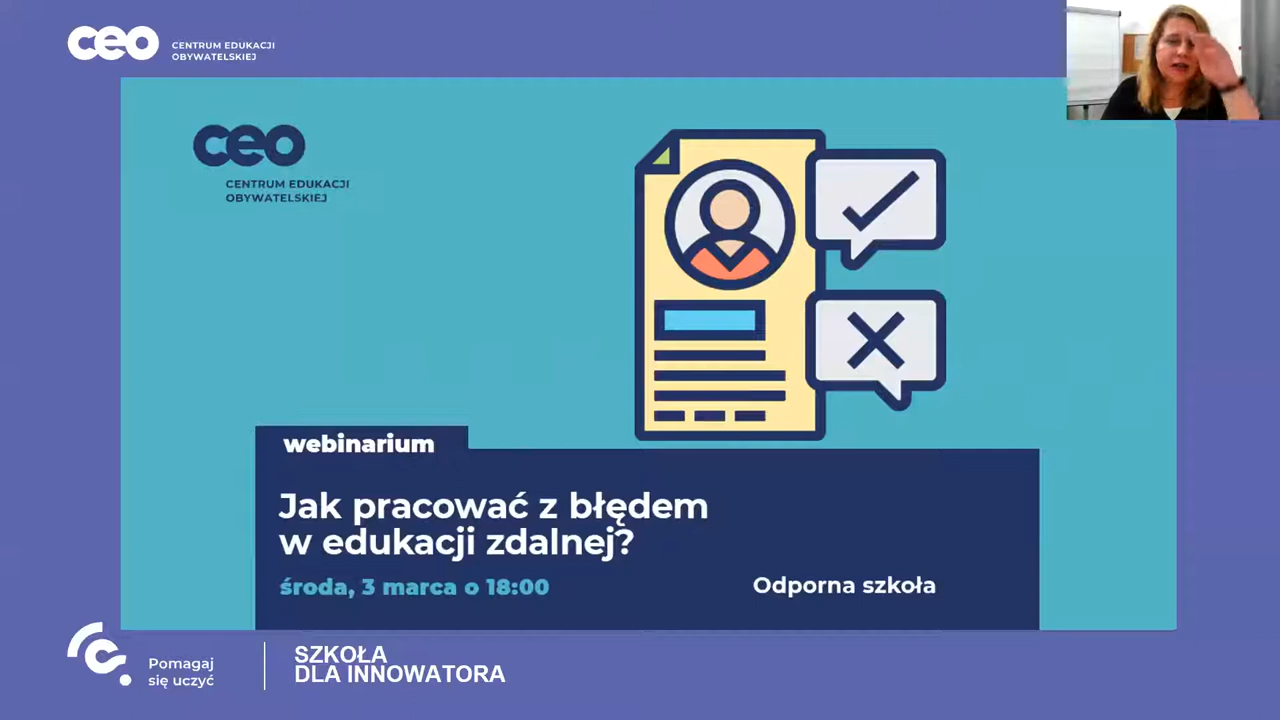 ceo
CENTRUM EDUKACJI
OBYWATELSKIEJ
ceo
CENTRUM EDUKACJI
OBYWATELSKIEJ
webinarium
Jak pracować z błędem
w edukacji zdalnej?
środa, 3 marca o 18:00
Odporna szkoła
Pomagaj
się uczyć
SZKOŁA
DLA INNOWATORA